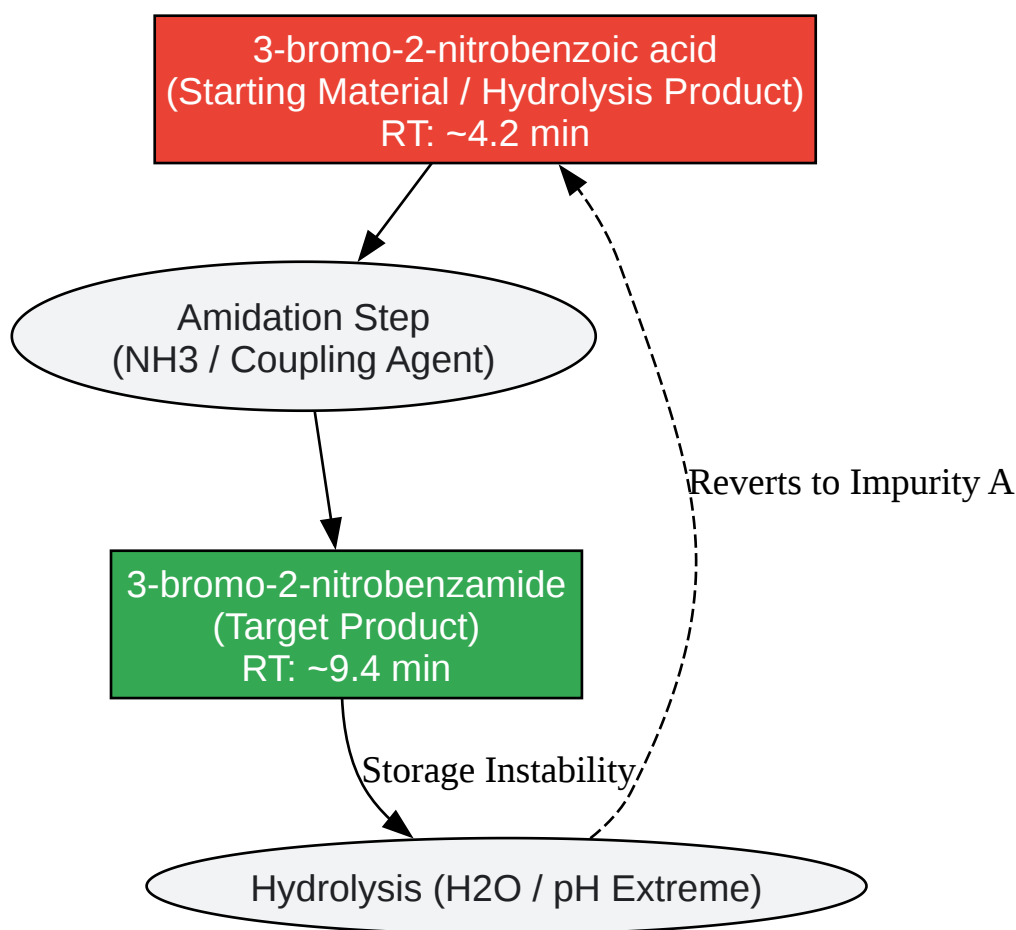 3-bromo-2-nitrobenzoic acid
(Starting Material / Hydrolysis Product)
RT: ~4.2 min
Amidation Step
(NH3 / Coupling Agent)
Reverts to Impurity A
3-bromo-2-nitrobenzamide
(Target Product)
RT: ~9.4 min
Storage Instability
Hydrolysis (H2O / pH Extreme)